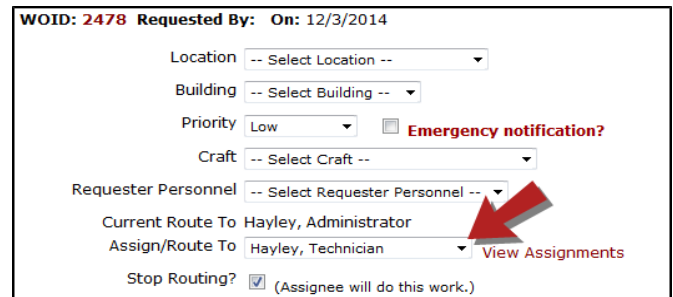 WOID: 2478 Requested By: On: 12/3/2014
Location -- Select Location --
Building -- Select Building --
Priority Low Emergency notification?
Craft -- Select Craft --
Requester Personnel -- Select Requester Personnel --
Current Route To Hayley, Administrator
Assign/Route To Hayley, Technician View Assignments
Stop Routing? (Assignee will do this work.)